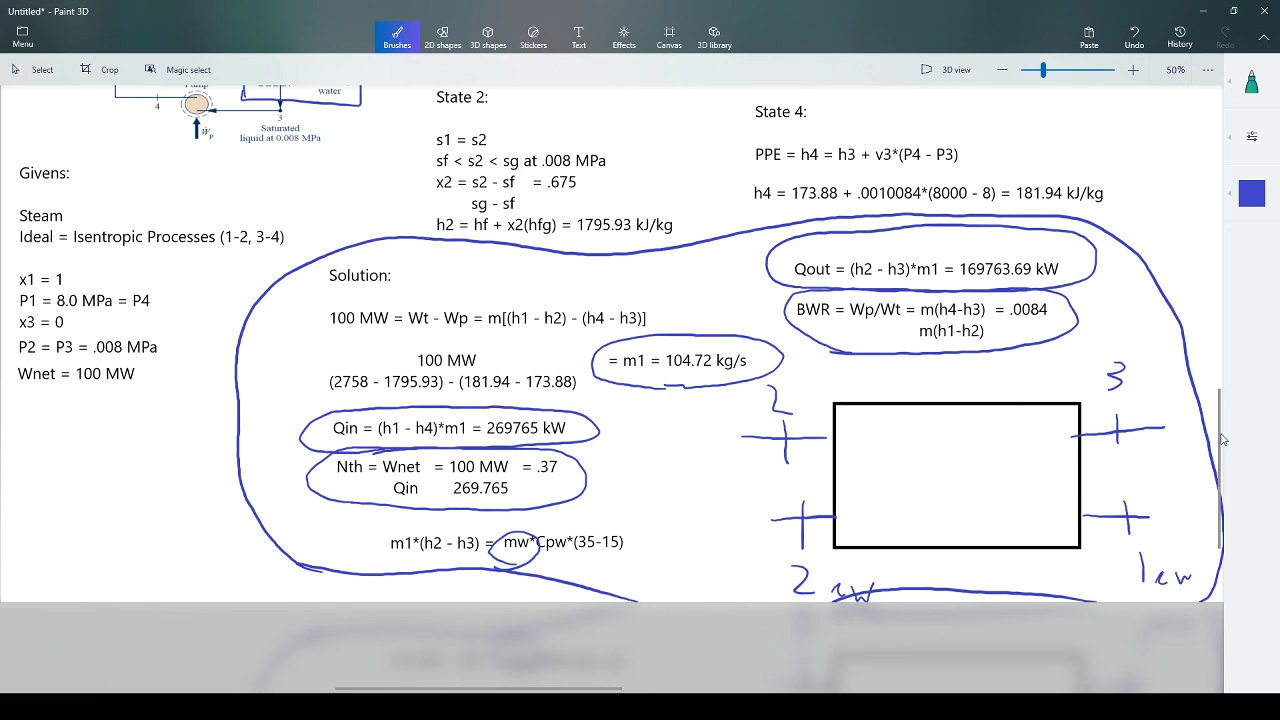 Untitled* - Paint 3D
Menu
Brushes
2D shapes
3D shapes
Stickers
Text
Effects
Canvas
3D library
Paste
Undo
History
Redo
Select
Crop
Magic select
3D view
50%
Pump
water
4
3
Ẇp
Saturated
liquid at 0.008 MPa
Givens:
Steam
Ideal = Isentropic Processes (1-2, 3-4)
x1 = 1
P1 = 8.0 MPa = P4
x3 = 0
P2 = P3 = .008 MPa
Wnet = 100 MW
State 2:
s1 = s2
sf < s2 < sg at .008 MPa
x2 = s2 - sf = .675
sg - sf
h2 = hf + x2(hfg) = 1795.93 kJ/kg
State 4:
PPE = h4 = h3 + v3*(P4 - P3)
h4 = 173.88 + .0010084*(8000 - 8) = 181.94 kJ/kg
Solution:
100 MW = Wt - Wp = m[(h1 - h2) - (h4 - h3)]
100 MW
(2758 - 1795.93) - (181.94 - 173.88)
= m1 = 104.72 kg/s
Qin = (h1 - h4)*m1 = 269765 kW
Nth = Wnet = 100 MW = .37
Qin 269.765
m1*(h2 - h3) = mw*Cpw*(35-15)
Qout = (h2 - h3)*m1 = 169763.69 kW
BWR = Wp/Wt = m(h4-h3) = .0084
m(h1-h2)
2
3
2 cw
1 cw